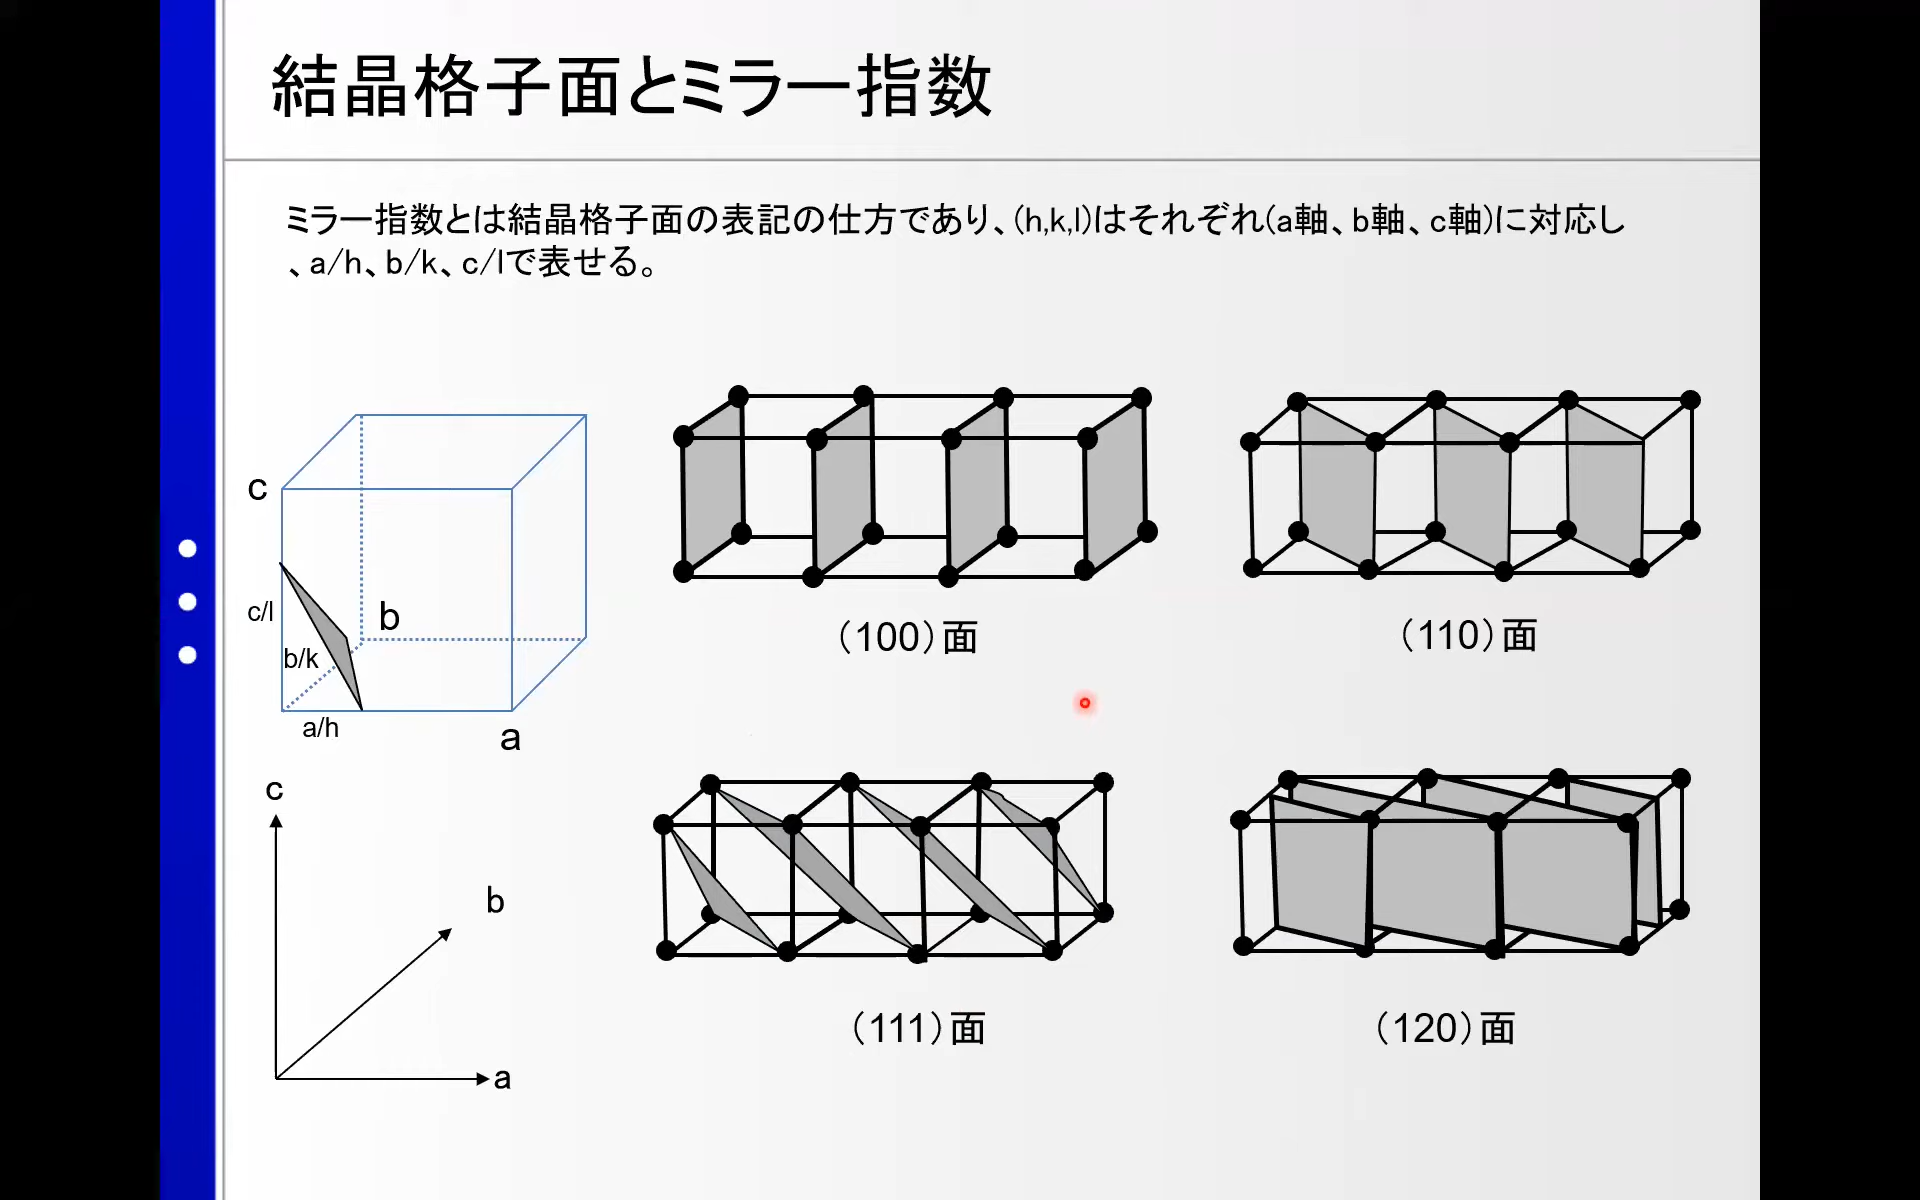 結晶格子面とミラー指数
ミラー指数とは結晶格子面の表記の仕方であり、(h,k,l)はそれぞれ(a軸、b軸、c軸)に対応し
、a/h、b/k、c/lで表せる。
c
c/l
b
b/k
a/h
a
(100)面
(110)面
c
b
a
(111)面
(120)面